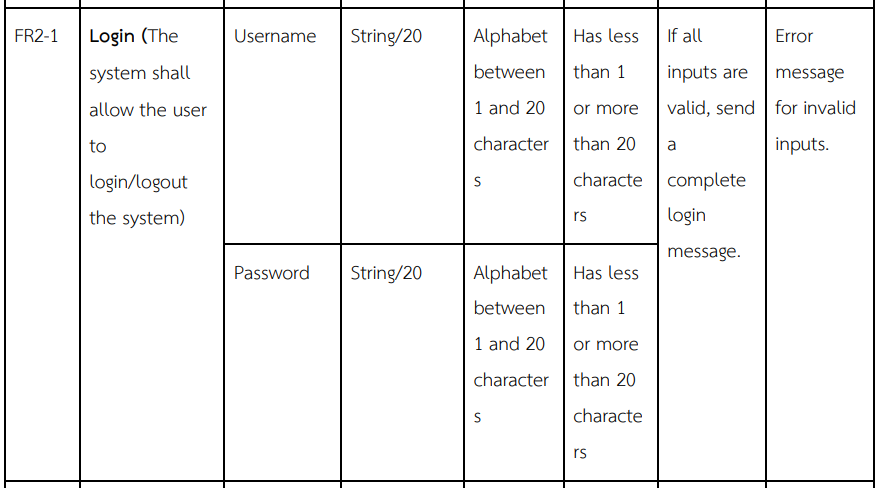 FR2-1
Login (The
system shall
allow the user
to
login/logout
the system)
Username
String/20
Alphabet
between
1 and 20
character
s
Has less
than 1
or more
than 20
characte
rs
If all
inputs are
valid, send
a
complete
login
message.
Error
message
for invalid
inputs.
Password
String/20
Alphabet
between
1 and 20
character
s
Has less
than 1
or more
than 20
characte
rs